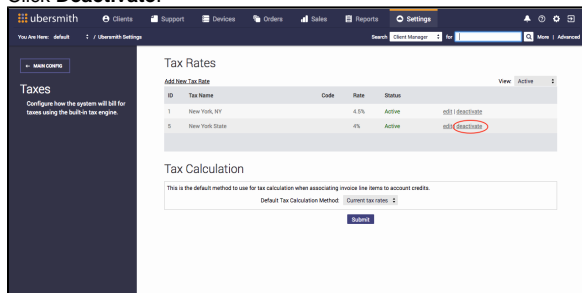 Click Deactivate.
ubersmith Clients Support Devices Orders Sales Reports Settings
You Are Here: default / Ubersmith Settings Search Client Manager for More | Advanced
← MAIN CONFIG
Taxes
Configure how the system will bill for
taxes using the built-in tax engine.
Tax Rates
Add New Tax Rate View: Active
ID Tax Name Code Rate Status
1 New York, NY 4.5% Active edit | deactivate
5 New York State 4% Active edit | deactivate
Tax Calculation
This is the default method to use for tax calculation when associating invoice line items to account credits.
Default Tax Calculation Method: Current tax rates
Submit